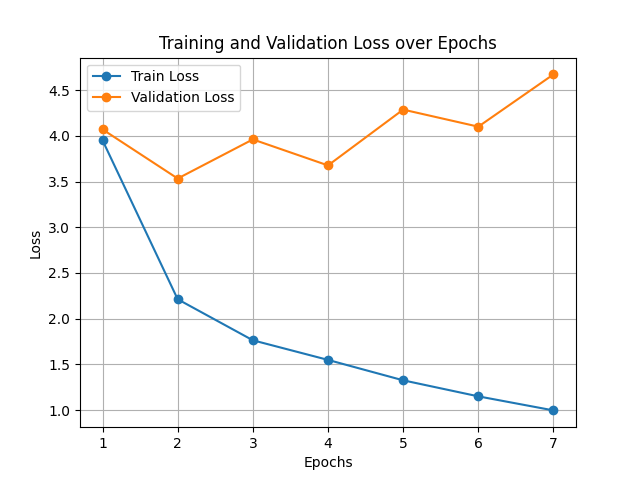 Training and Validation Loss over Epochs
Train Loss
Validation Loss
4.5
4.0
3.5
3.0
2.5
2.0
1.5
1.0
Loss
1 2 3 4 5 6 7
Epochs